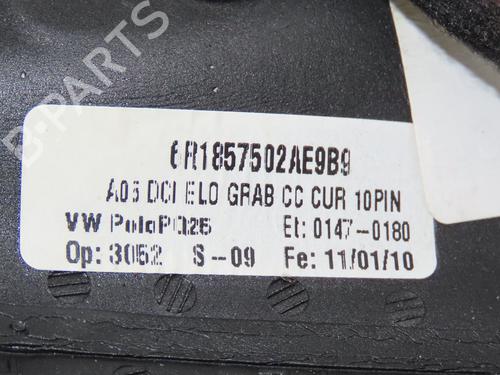 B-PARTS
6R1857502AE9B9
A05 DCI ELO GRAB CC CUR 10PIN
VW PoloPQ25 Et: 0147-0180
Op: 3052 S-09 Fe: 11/01/10